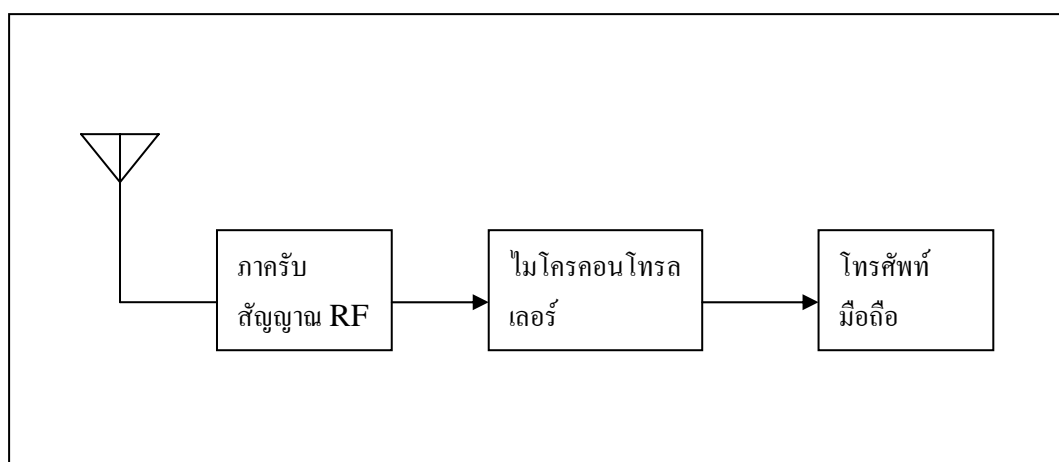 ภาครับ
สัญญาณ RF
ไมโครคอนโทรล
เลอร์
โทรศัพท์
มือถือ